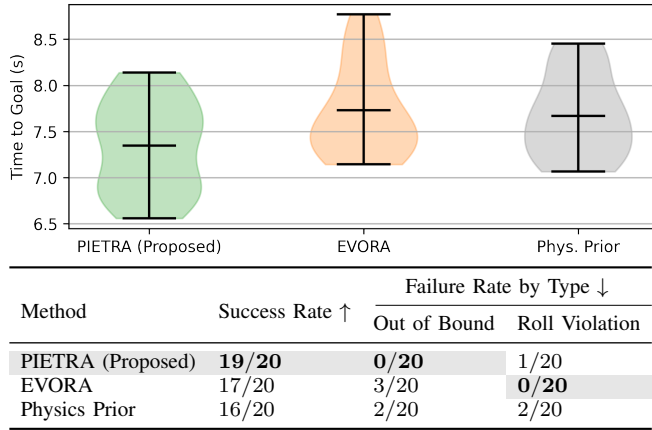 8.5
8.0
7.5
7.0
6.5
Time to Goal (s)
PIETRA (Proposed) EVORA Phys. Prior
Method Success Rate ↑ Failure Rate by Type ↓
Out of Bound Roll Violation
PIETRA (Proposed) 19/20 0/20 1/20
EVORA 17/20 3/20 0/20
Physics Prior 16/20 2/20 2/20